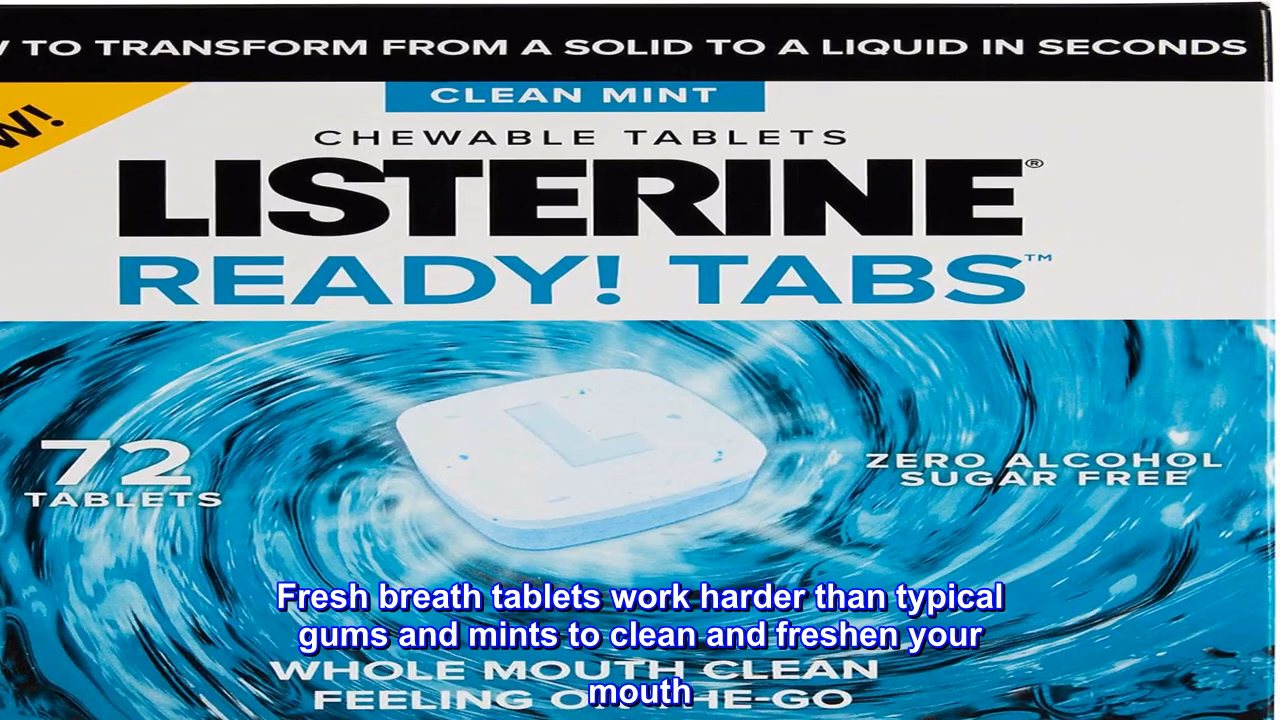 TO TRANSFORM FROM A SOLID TO A LIQUID IN SECONDS
CLEAN MINT
CHEWABLE TABLETS
LISTERINE®
READY! TABS™
72
TABLETS
L
ZERO ALCOHOL
SUGAR FREE
Fresh breath tablets work harder than typical
gums and mints to clean and freshen your
mouth
WHOLE MOUTH CLEAN
FEELING